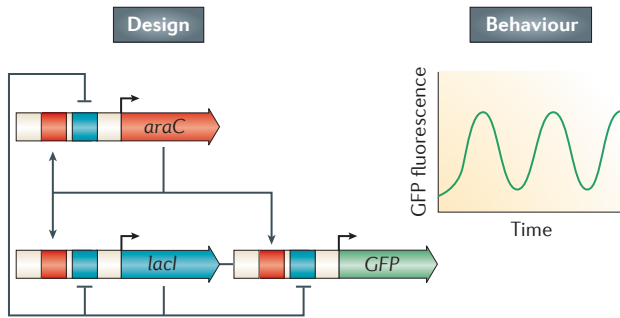 Design
Behaviour
araC
GFP fluorescence
Time
lacI
GFP